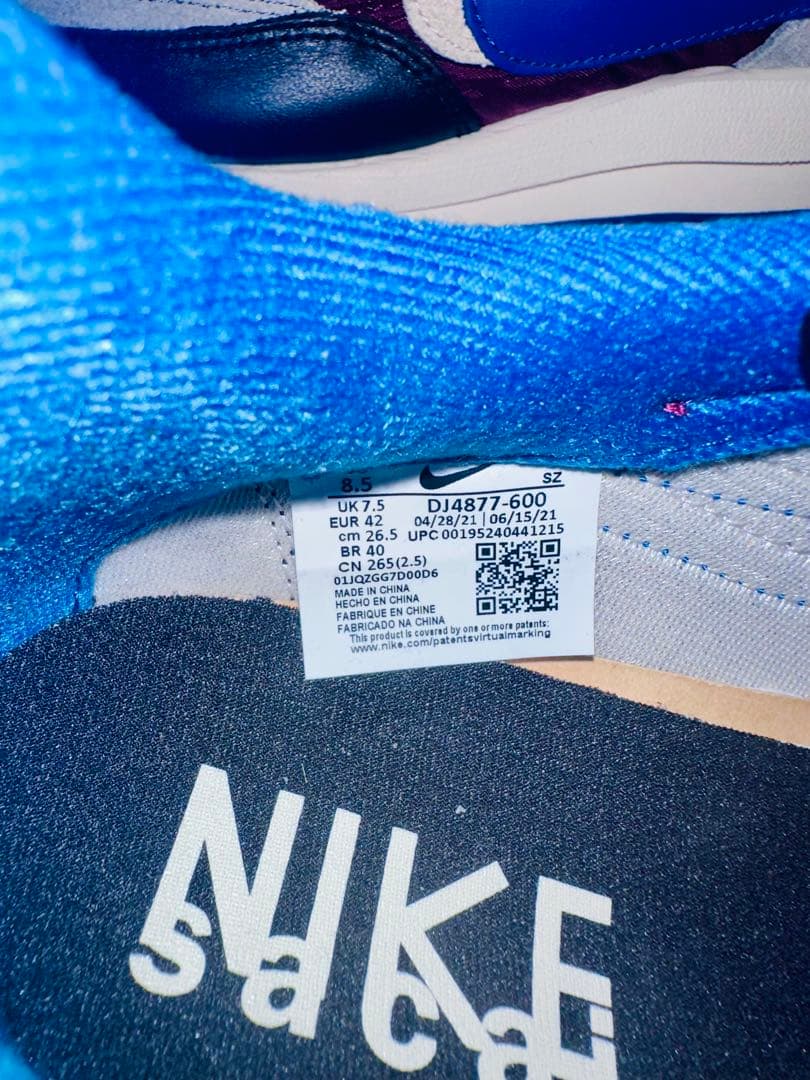 8.5
SZ
UK 7.5
DJ4877-600
EUR 42
04/28/21 | 06/15/21
cm 26.5
UPC 00195240441215
BR 40
CN 265(2.5)
01JQZGG7D00D6
MADE IN CHINA
HECHO EN CHINA
FABRIQUE EN CHINE
FABRICADO NA CHINA
This product is covered by one or more patents:
www.nike.com/patentsvirtualmarking
NIKE
sacai